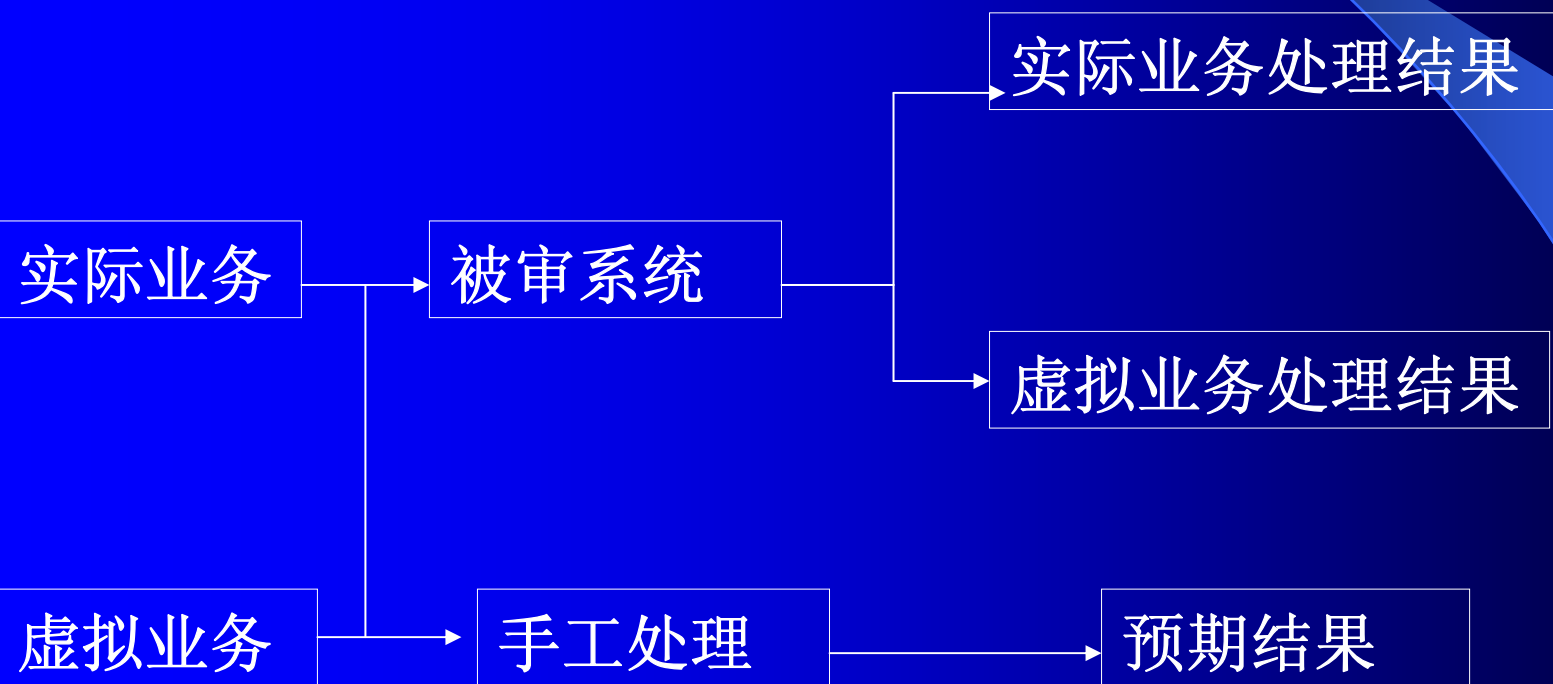 实际业务处理结果
实际业务
被审系统
虚拟业务处理结果
虚拟业务
手工处理
预期结果